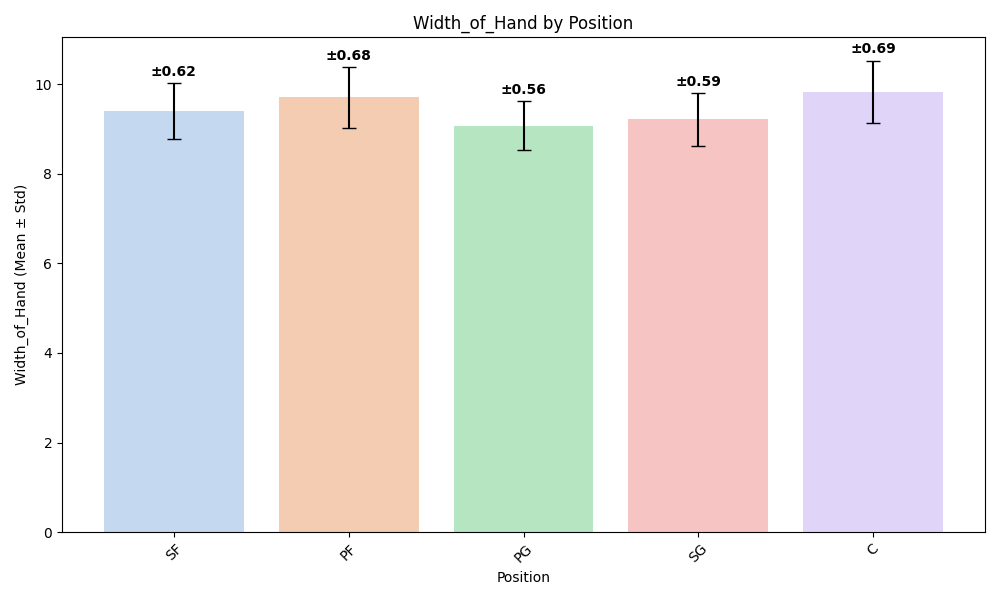 Width_of_Hand by Position
±0.62
±0.68
±0.56
±0.59
±0.69
10
8
6
4
2
0
Width_of_Hand (Mean ± Std)
SF
PF
PG
SG
C
Position